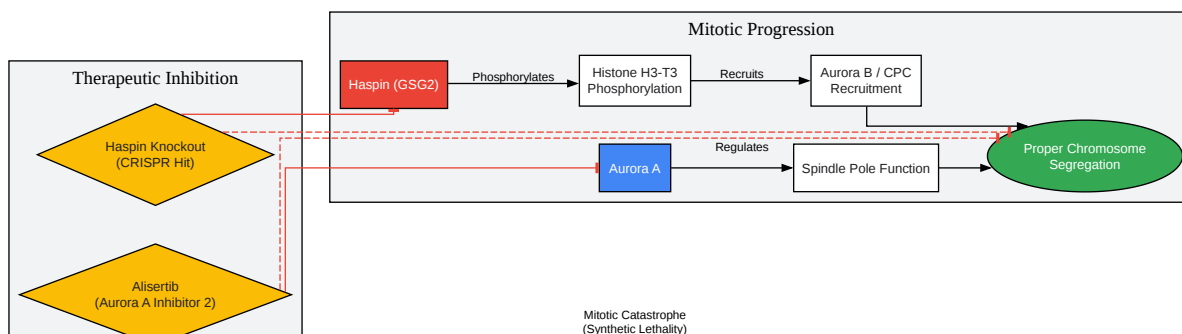 Mitotic Progression
Therapeutic Inhibition
Haspin (GSG2)
Phosphorylates
Histone H3-T3
Phosphorylation
Recruits
Aurora B / CPC
Recruitment
Haspin Knockout
(CRISPR Hit)
Aurora A
Regulates
Spindle Pole Function
Proper Chromosome
Segregation
Alisertib
(Aurora A Inhibitor 2)
Mitotic Catastrophe
(Synthetic Lethality)